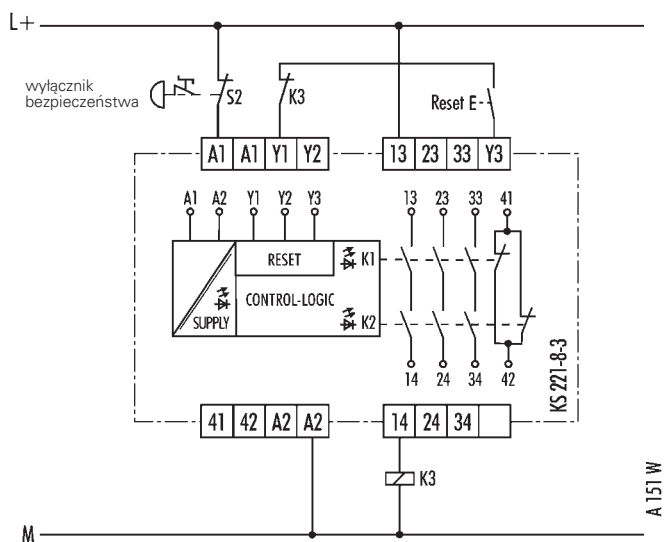 L+
wyłącznik
bezpieczeństwa
S2
K3
Reset E
A1 A1 Y1 Y2
13 23 33 Y3
A1 A2 Y1 Y2 Y3
13 23 33 41
RESET
K1
CONTROL-LOGIC
SUPPLY
K2
14 24 34 42
KS 221-8-3
41 42 A2 A2
14 24 34
K3
A 151 W
M